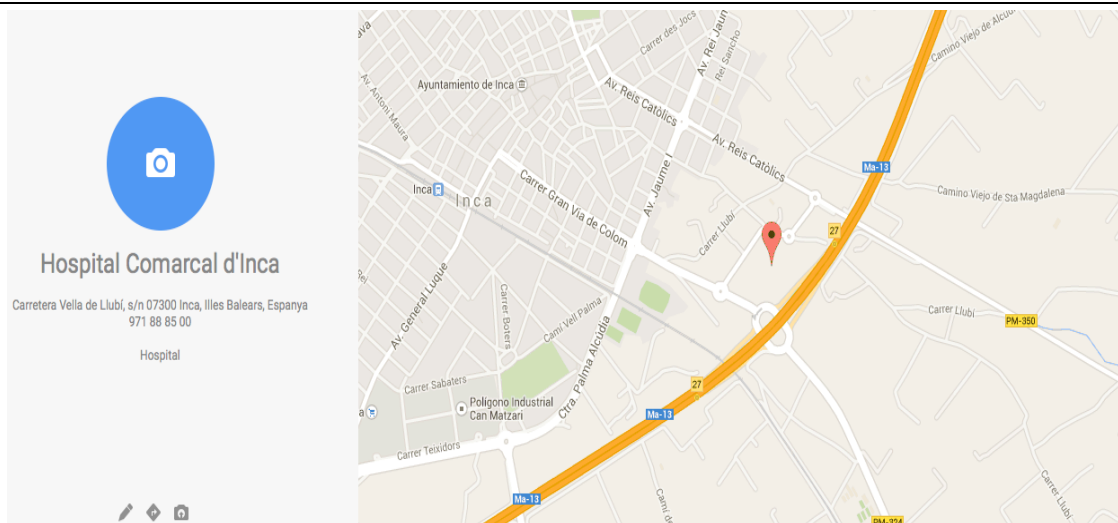 Hospital Comarcal d'Inca
Carretera Vella de Llubí, s/n 07300 Inca, Illes Balears, Espanya
971 88 85 00
Hospital
Carrer des Jocs
Av. Rei Jaum
Rei Sancho
Camino Viejo de Alcu
Ayuntamiento de Inca
Av. Antoni Maura
Av. Reis Catòlics
Av. Reis Catòlics
Ma-13
Inca
Inca
Carrer Gran Via de Colom
Av. Jaume I
Camino Viejo de Sta Magdalena
Carrer Llubí
27
Av. General Luque
Carrer Boters
Camí Vell Palma
Carrer Llubí
PM-350
Carrer Sabaters
Ctra. Palma Alcúdia
27
Polígono Industrial
Can Matzarí
Ma-13
Carrer Teixidors
Ma-13
Camí de
PM-324